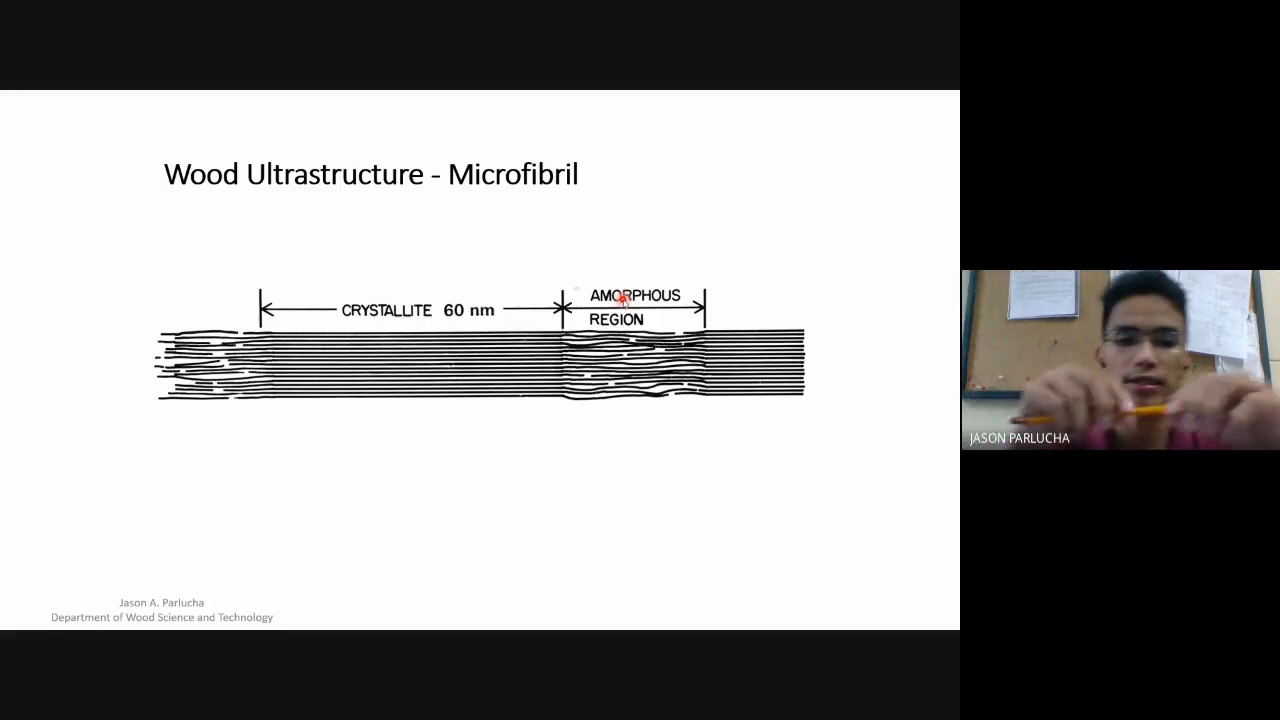 Wood Ultrastructure - Microfibril
CRYSTALLITE 60 nm
AMORPHOUS
REGION
Jason A. Parlucha
Department of Wood Science and Technology
JASON PARLUCHA